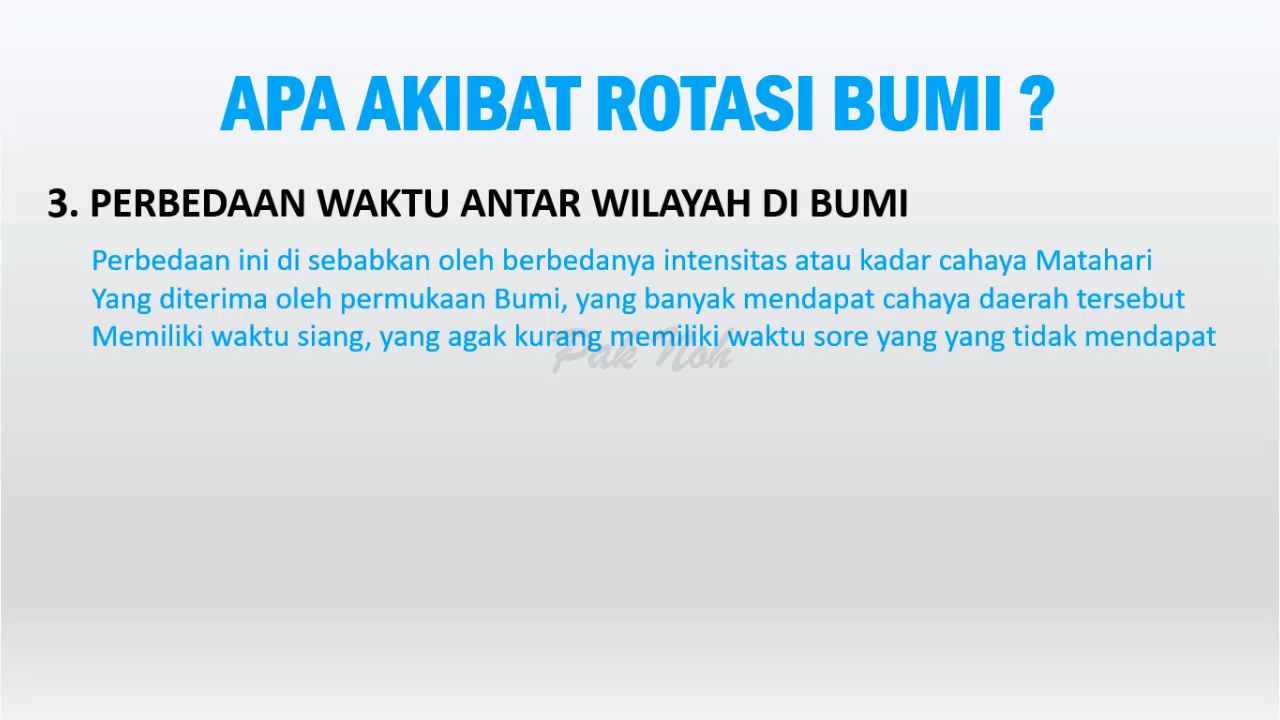 APA AKIBAT ROTASI BUMI ?
3. PERBEDAAN WAKTU ANTAR WILAYAH DI BUMI
Perbedaan ini di sebabkan oleh berbedanya intensitas atau kadar cahaya Matahari
Yang diterima oleh permukaan Bumi, yang banyak mendapat cahaya daerah tersebut
Memiliki waktu siang, yang agak kurang memiliki waktu sore yang yang tidak mendapat
Pak Noh